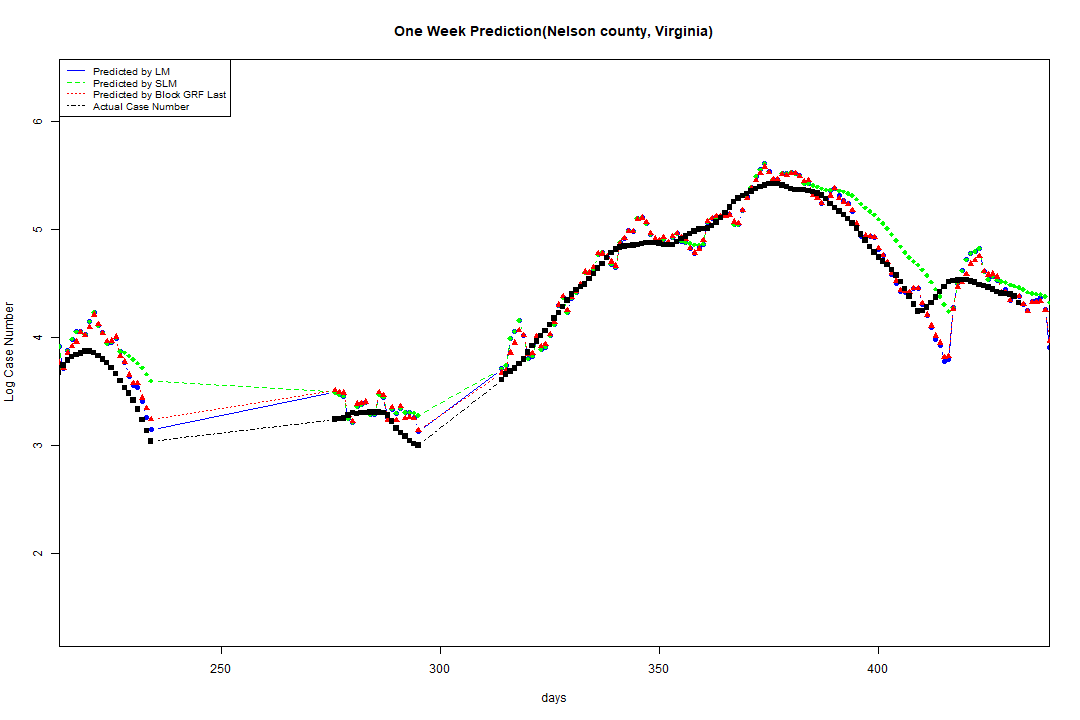 One Week Prediction(Nelson county, Virginia)
Predicted by LM
Predicted by SLM
Predicted by Block GRF Last
Actual Case Number
Log Case Number
6
5
4
3
2
250
300
350
400
days